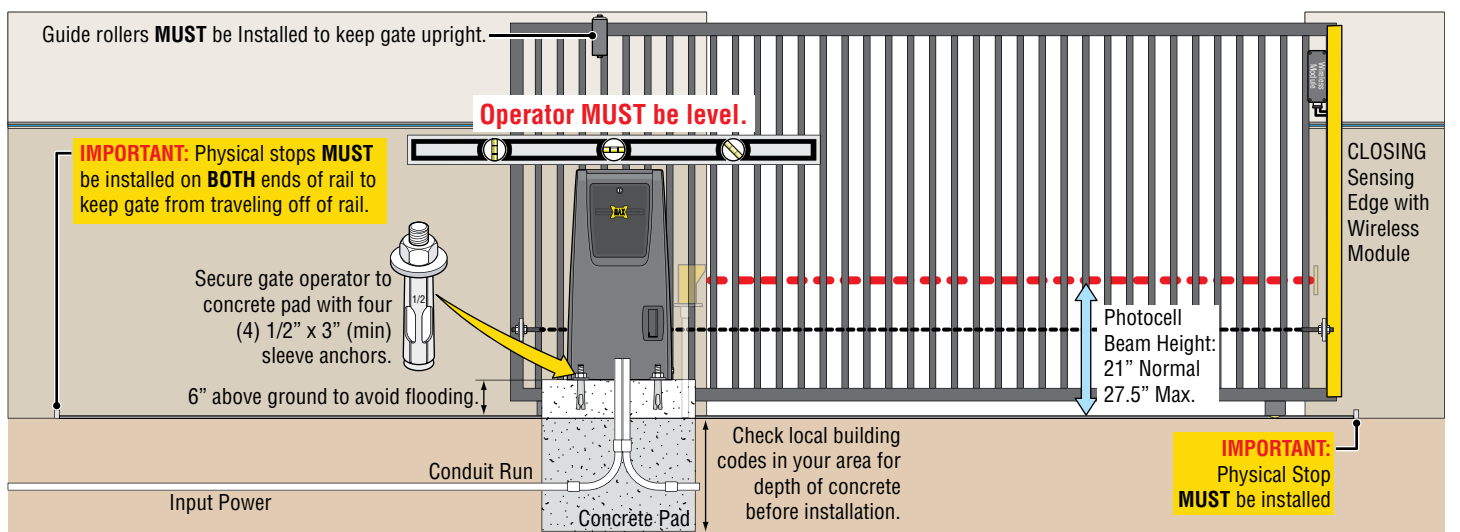 Guide rollers MUST be Installed to keep gate upright.
Operator MUST be level.
IMPORTANT: Physical stops MUST
be installed on BOTH ends of rail to
keep gate from traveling off of rail.
Wireless
Module
CLOSING
Sensing
Edge with
Wireless
Module
MAX
Secure gate operator to
concrete pad with four
(4) 1/2” x 3” (min)
sleeve anchors.
1/2
Photocell
Beam Height:
21” Normal
27.5” Max.
6” above ground to avoid flooding.
Check local building
codes in your area for
depth of concrete
before installation.
Conduit Run
Input Power
Concrete Pad
IMPORTANT:
Physical Stop
MUST be installed